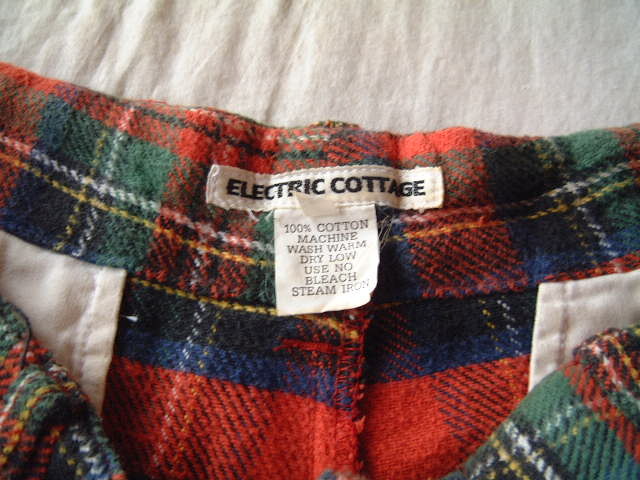 ELECTRIC COTTAGE
100% COTTON
MACHINE
WASH WARM
DRY LOW
USE NO
BLEACH
STEAM IRON